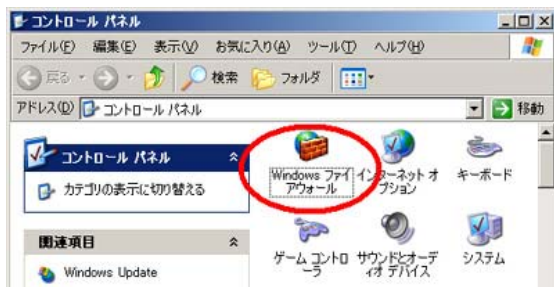 コントロール パネル
ファイル(F) 編集(E) 表示(V) お気に入り(A) ツール(T) ヘルプ(H)
戻る 検索 フォルダ
アドレス(D) コントロール パネル 移動
コントロール パネル
カテゴリの表示に切り替える
関連項目
Windows Update
Windows ファイ
アウォール
インターネット オ
プション
キーボード
ゲーム コントロ
ーラ
サウンドとオーデ
ィオ デバイス
システム